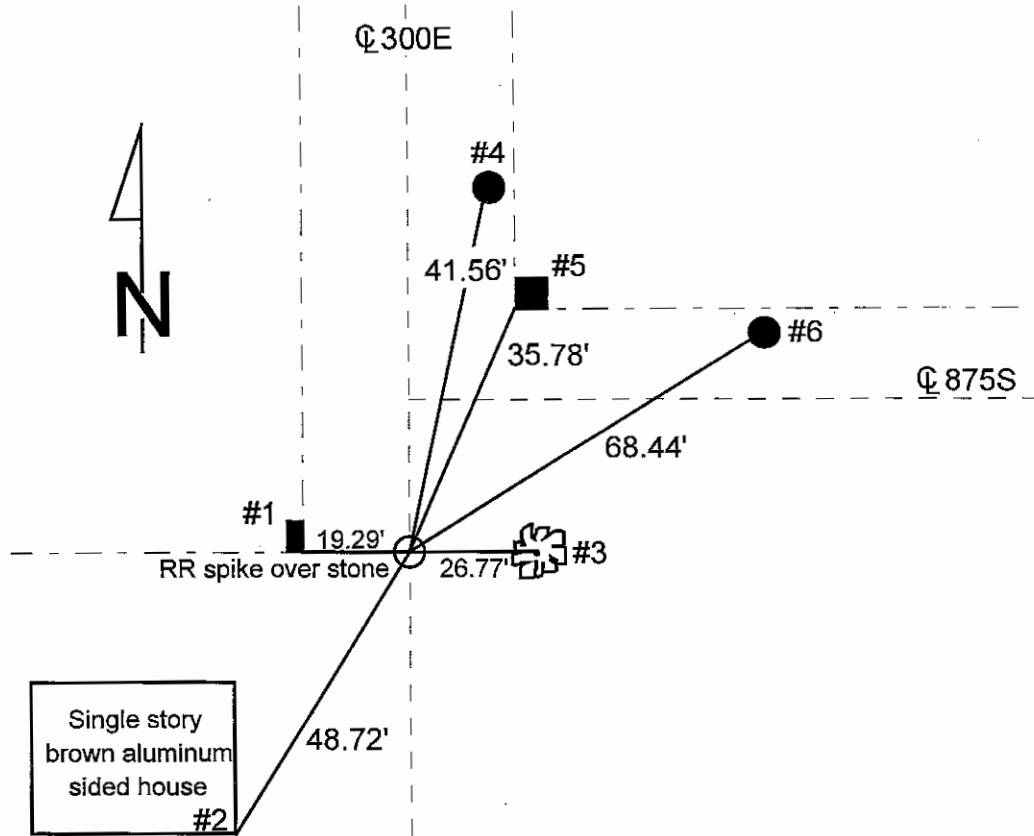 ℄ 300E
#4
41.56'
#5
N
#6
35.78'
℄ 875S
68.44'
#1
19.29'
#3
RR spike over stone
26.77'
Single story
brown aluminum
sided house
48.72'
#2